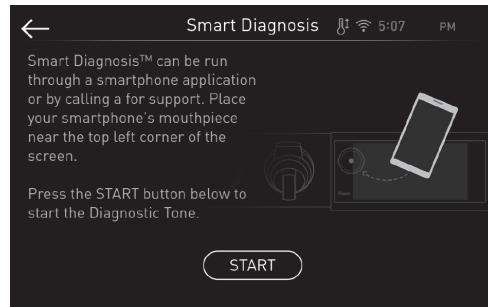 Smart Diagnosis 5:07 PM
Smart Diagnosis™ can be run
through a smartphone application
or by calling a for support. Place
your smartphone's mouthpiece
near the top left corner of the
screen.
Press the START button below to
start the Diagnostic Tone.
START